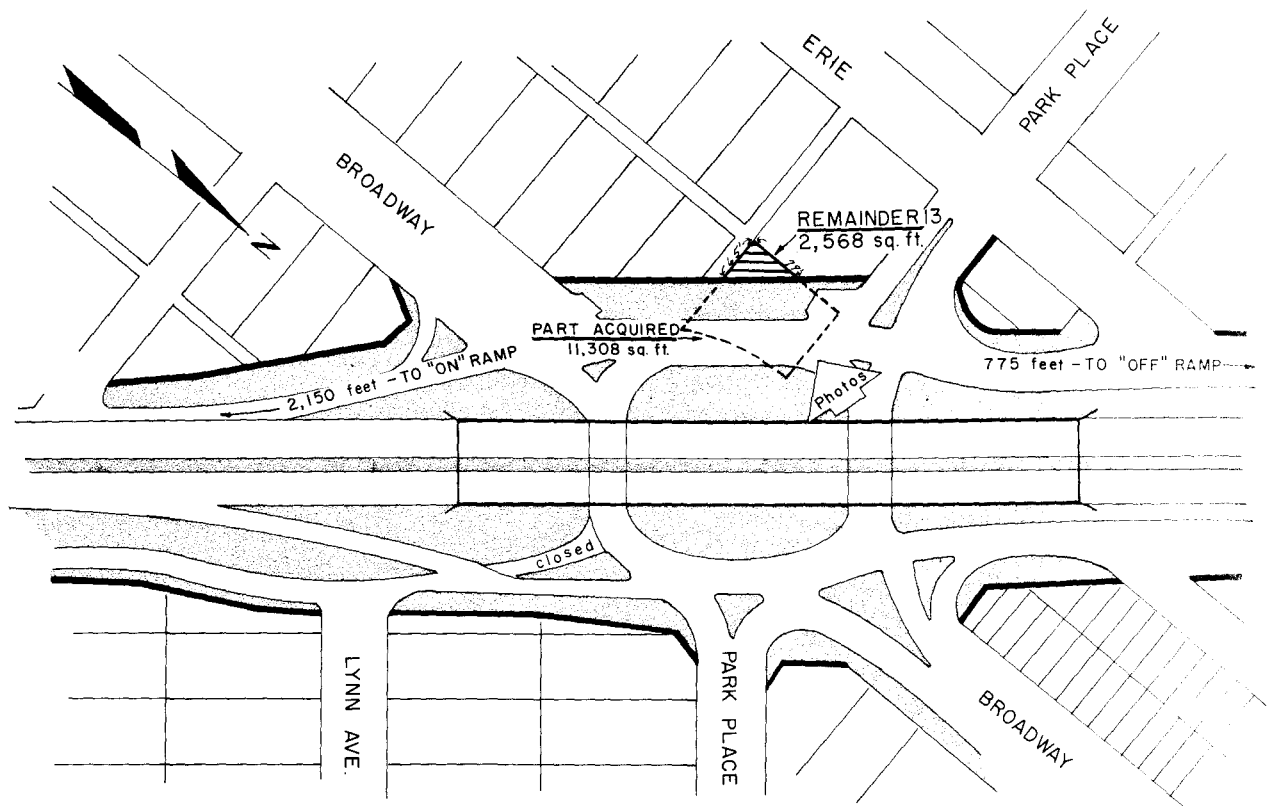 ERIE
PARK PLACE
BROADWAY
N
REMAINDER 13
2,568 sq. ft.
PART ACQUIRED
11,308 sq. ft.
2,150 feet - TO "ON" RAMP
775 feet - TO "OFF" RAMP
Photos
closed
LYNN AVE.
PARK PLACE
BROADWAY